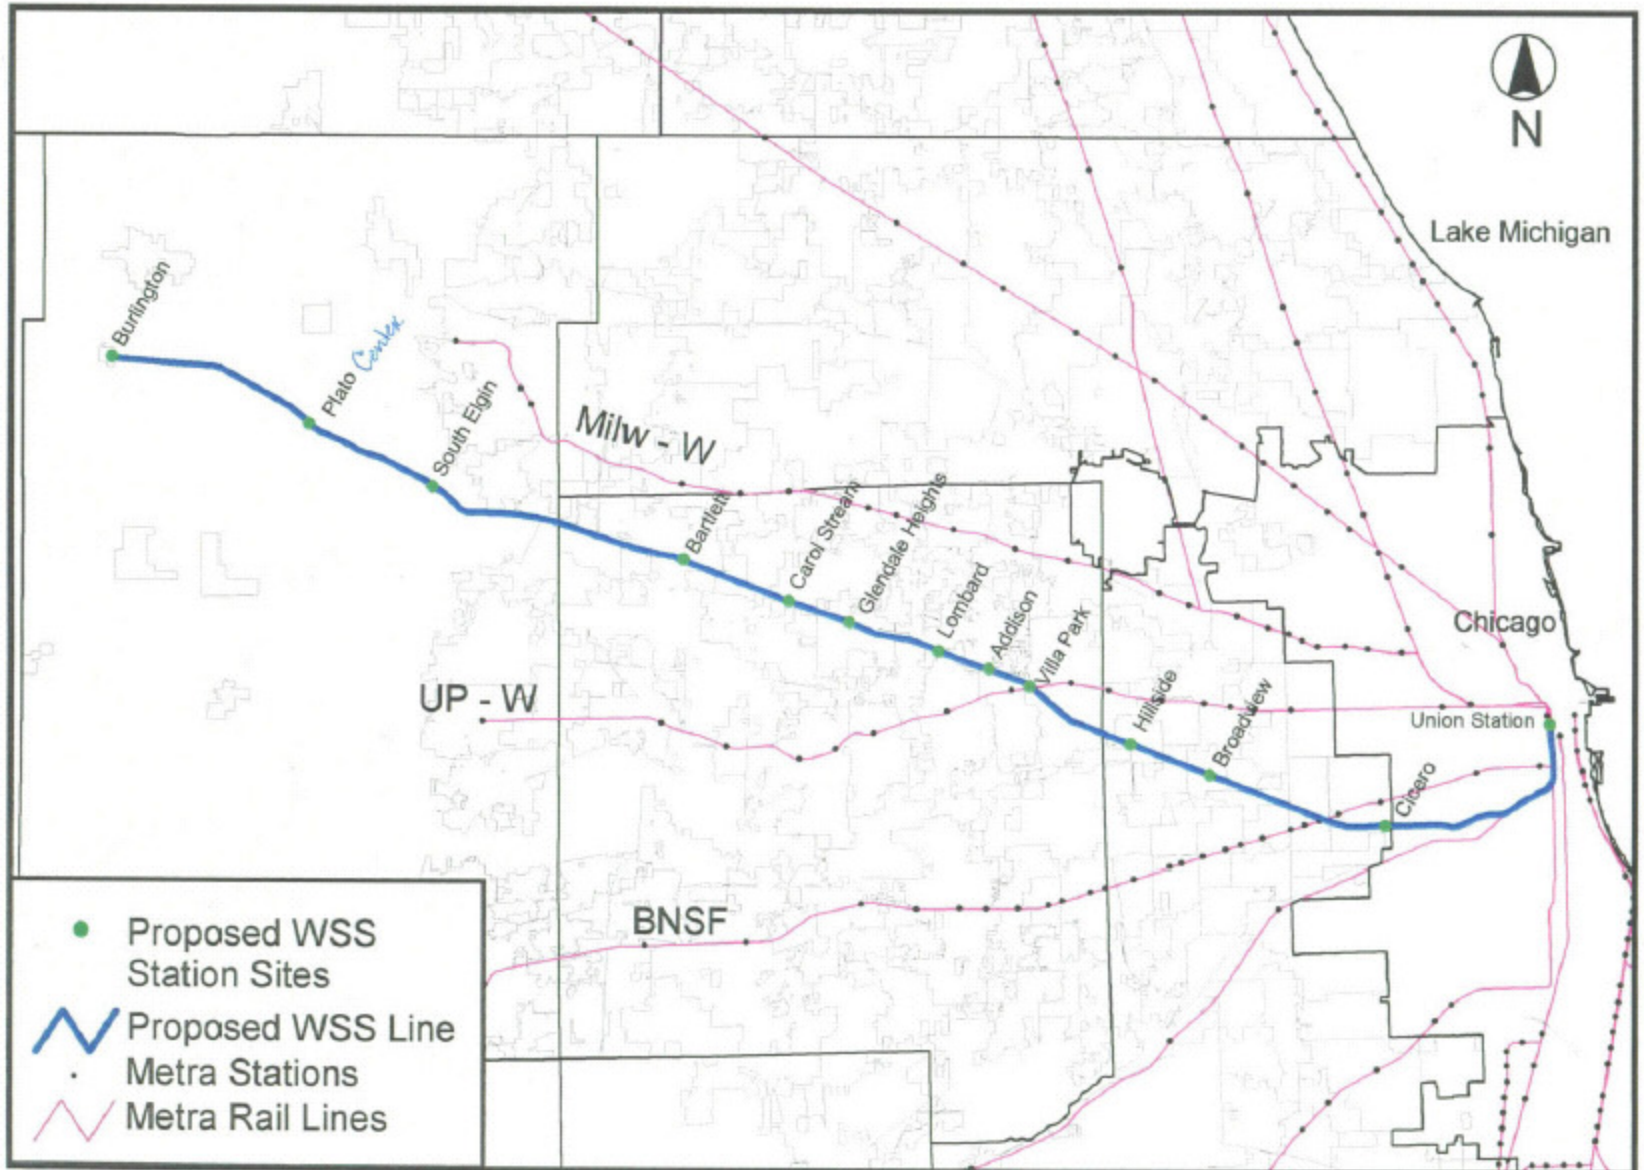 N
Lake Michigan
Burlington
Plato Center
South Elgin
Milw - W
Bartlett
Carol Stream
Glendale Heights
Lombard
Addison
Villa Park
Chicago
UP - W
Hillside
Broadview
Union Station
Cicero
BNSF
Proposed WSS
Station Sites
Proposed WSS Line
Metra Stations
Metra Rail Lines